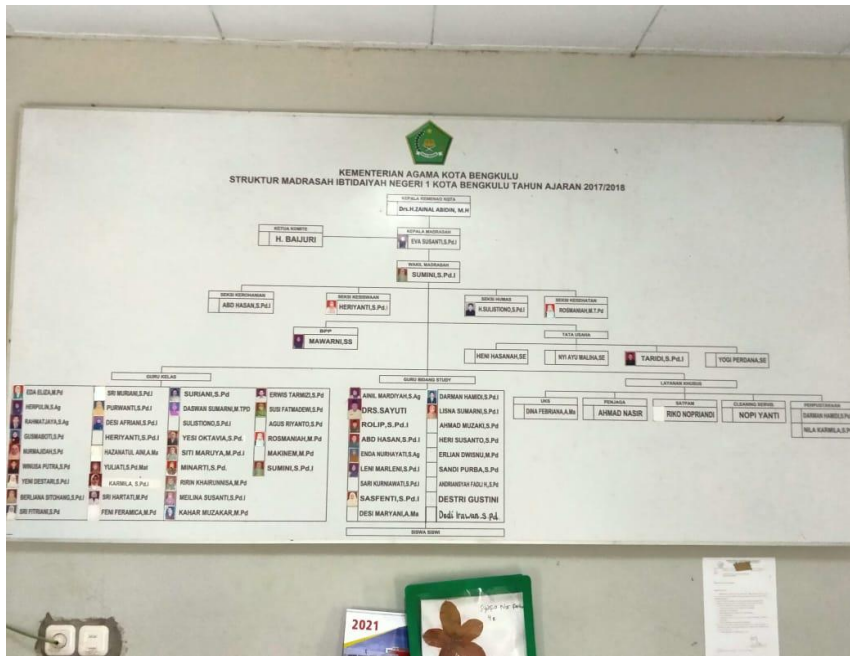 KEMENTERIAN AGAMA KOTA BENGKULU
STRUKTUR MADRASAH IBTIDAIYAH NEGERI 1 KOTA BENGKULU TAHUN AJARAN 2017/2018
KEPALA KEMENAG KOTA
Drs.H.ZAINAL ABIDIN, M.H
KETUA KOMITE
H. BAIJURI
KEPALA MADRASAH
EVA SUSANTI,S.Pd.I
WAKIL MADRASAH
SUMINI,S.Pd.I
SEKSI KEROHANIAN
ABD HASAN,S.Pd.I
SEKSI KESISWAAN
HERIYANTI,S.Pd.I
SEKSI HUMAS
H.SULISTIONO,S.Pd.I
SEKSI KESEHATAN
ROSMANIAH,M.T.Pd
BPP
MAWARNI,SS
TATA USAHA
HENI HASANAH,SE
NYI AYU MALIHA,SE
TARIDI,S.Pd.I
YOGI PERDANA,SE
GURU KELAS
EDA ELIZA,M.Pd
HERPULIN,S.Ag
RAHMATJAYA,S.Ag
GUSMABOTI,S.Pd
NURMAJIDAH,S.Pd
WINUSA PUTRA,S.Pd
YENI DESTARI,S.Pd.I
BERLIANA SITOHANG,S.Pd.I
SRI FITRIANI,S.Pd
SRI MURIANI,S.Pd.I
PURWANTI,S.Pd.I
DESI AFRIANI,S.Pd.I
HERIYANTI,S.Pd.I
HAZANATUL AINI,A.Ma
YULIATI,S.Pd.Mat
KARMILA, S.Pd.I
SRI HARTATI,M.Pd
FENI FERAMICA,M.Pd
SURIANI,S.Pd
DASWAN SUMARNI,M.TPD
SULISTIONO,S.Pd.I
YESI OKTAVIA,S.Pd
SITI MARUYA,M.Pd.I
MINARTI,S.Pd.
RIRIN KHAIRUNNISA,M.Pd
MEILINA SUSANTI,S.Pd.I
KAHAR MUZAKAR,M.Pd
ERWIS TARMIZI,S.Pd
SUSI FATMADEWI,S.Pd
AGUS RIYANTO,S.Pd
ROSMANIAH,M.Pd
MAKINEM,M.Pd
SUMINI,S.Pd.I
GURU BIDANG STUDY
AINIL MARDIYAH,S.Ag
DRS.SAYUTI
ROLIP,S.Pd.I
ABD HASAN,S.Pd.I
ENDA NURHAYATI,S.Ag
LENI MARLENI,S.Pd.I
SARI KURNIAWATI,S.Pd.I
SASFENTI,S.Pd.I
DESI MARYANI,A.Ma
DARMAN HAMIDI,S.Pd.I
LISNA SUMARNI,S.Pd.I
AHMAD MUZAKI,S.Pd
HERI SUSANTO,S.Pd
ERLIAN DWISNU,M.Pd
SANDI PURBA,S.Pd
ANDRIANSYAH FADLI H,S.Pd
DESTRI GUSTINI
Dedi Irawan.S.Pd.
LAYANAN KHUSUS
UKS
DINA FEBRIANA,A.Ma
PENJAGA
AHMAD NASIR
SATPAM
RIKO NOPRIANDI
CLEANING SERVIS
NOPI YANTI
PERPUSTAKAAN
DARMAN HAMIDI,S.Pd.I
NILA KARMILA,S.Pd
SISWA SISWI
2021